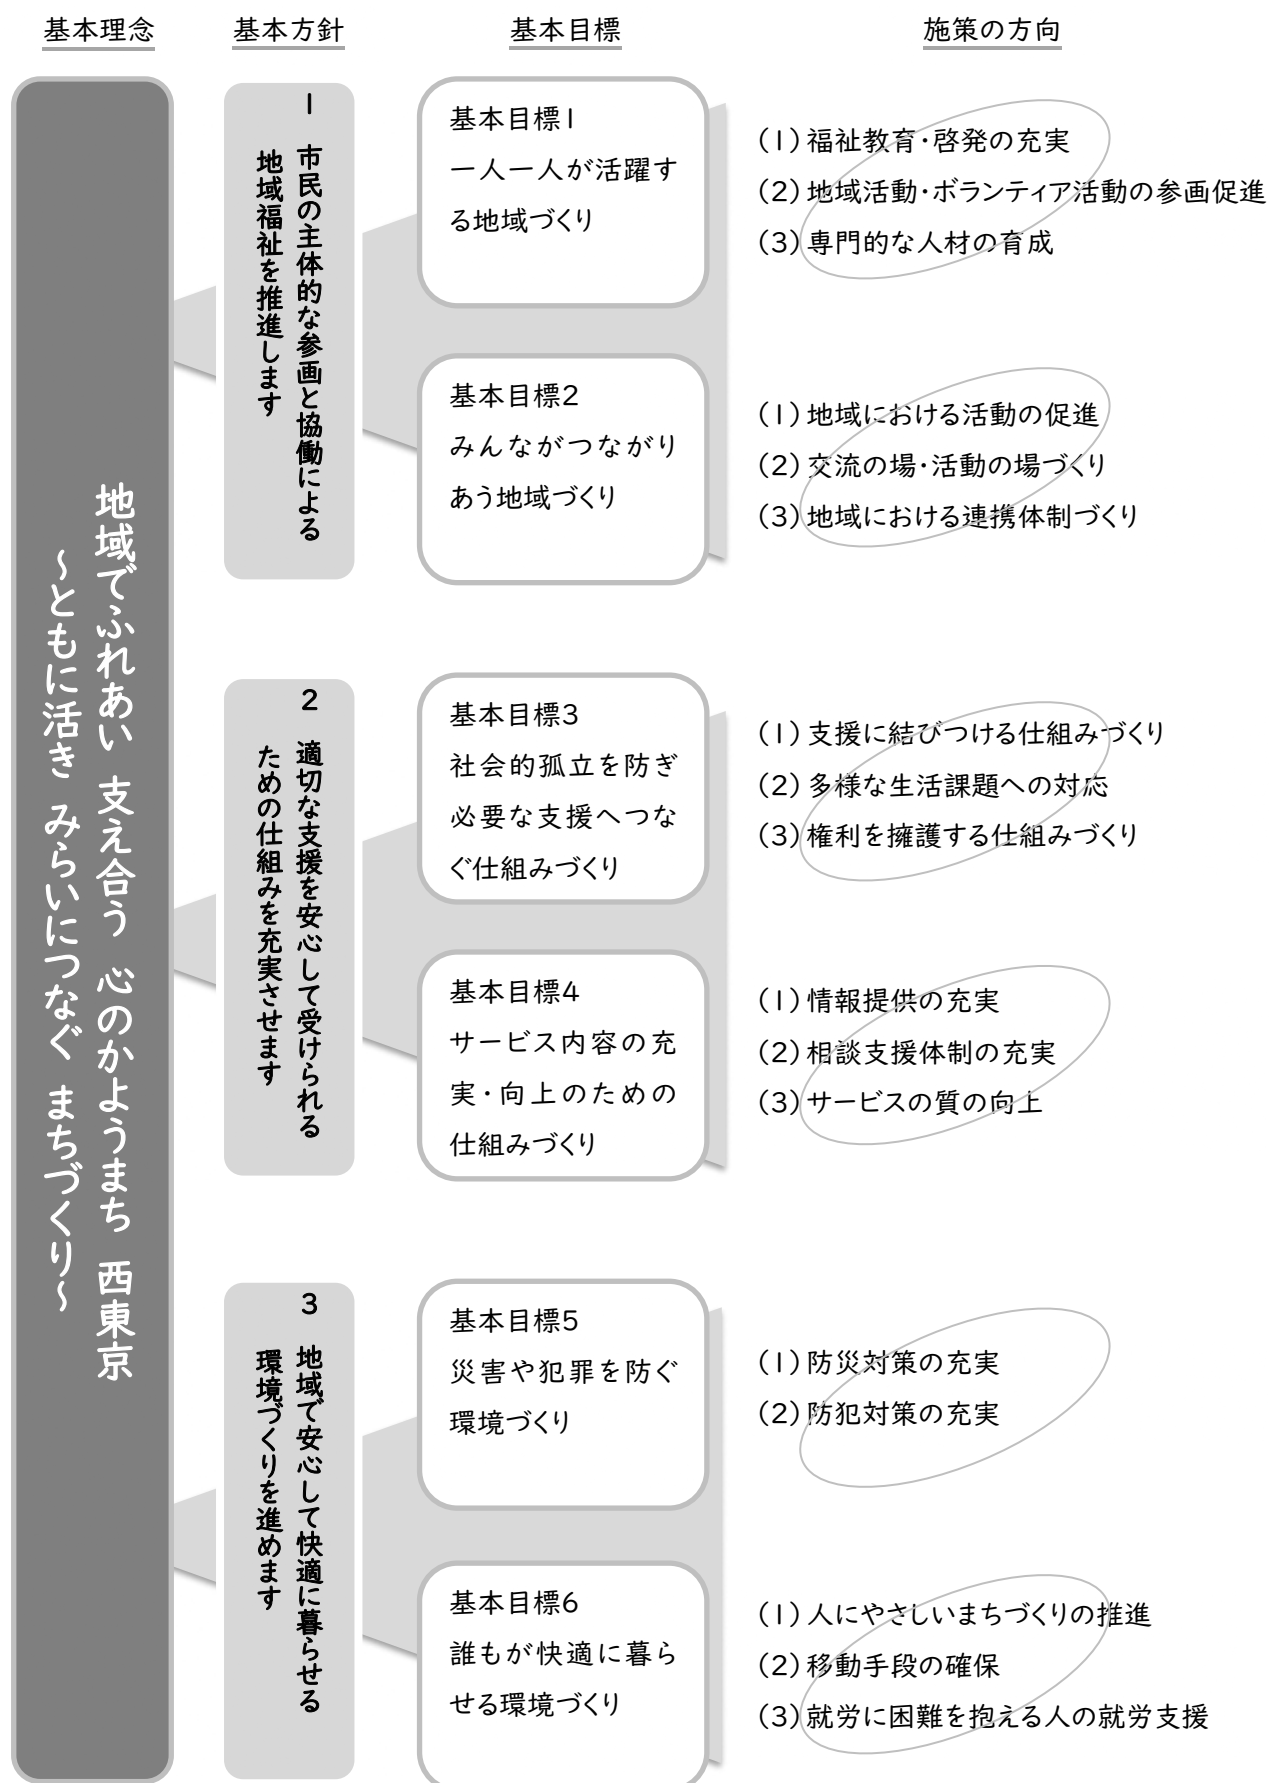 基本理念
基本方針
基本目標
施策の方向
地域でふれあい 支え合う 心のかようまち 西東京
～ともに活き みらいにつなぐ まちづくり～
1 市民の主体的な参画と協働による
地域福祉を推進します
基本目標1
一人一人が活躍す
る地域づくり
(1)福祉教育・啓発の充実
(2)地域活動・ボランティア活動の参画促進
(3)専門的な人材の育成
基本目標2
みんながつながり
あう地域づくり
(1)地域における活動の促進
(2)交流の場・活動の場づくり
(3)地域における連携体制づくり
2 適切な支援を安心して受けられる
ための仕組みを充実させます
基本目標3
社会的孤立を防ぎ
必要な支援へつな
ぐ仕組みづくり
(1)支援に結びつける仕組みづくり
(2)多様な生活課題への対応
(3)権利を擁護する仕組みづくり
基本目標4
サービス内容の充
実・向上のための
仕組みづくり
(1)情報提供の充実
(2)相談支援体制の充実
(3)サービスの質の向上
3 地域で安心して快適に暮らせる
環境づくりを進めます
基本目標5
災害や犯罪を防ぐ
環境づくり
(1)防災対策の充実
(2)防犯対策の充実
基本目標6
誰もが快適に暮ら
せる環境づくり
(1)人にやさしいまちづくりの推進
(2)移動手段の確保
(3)就労に困難を抱える人の就労支援